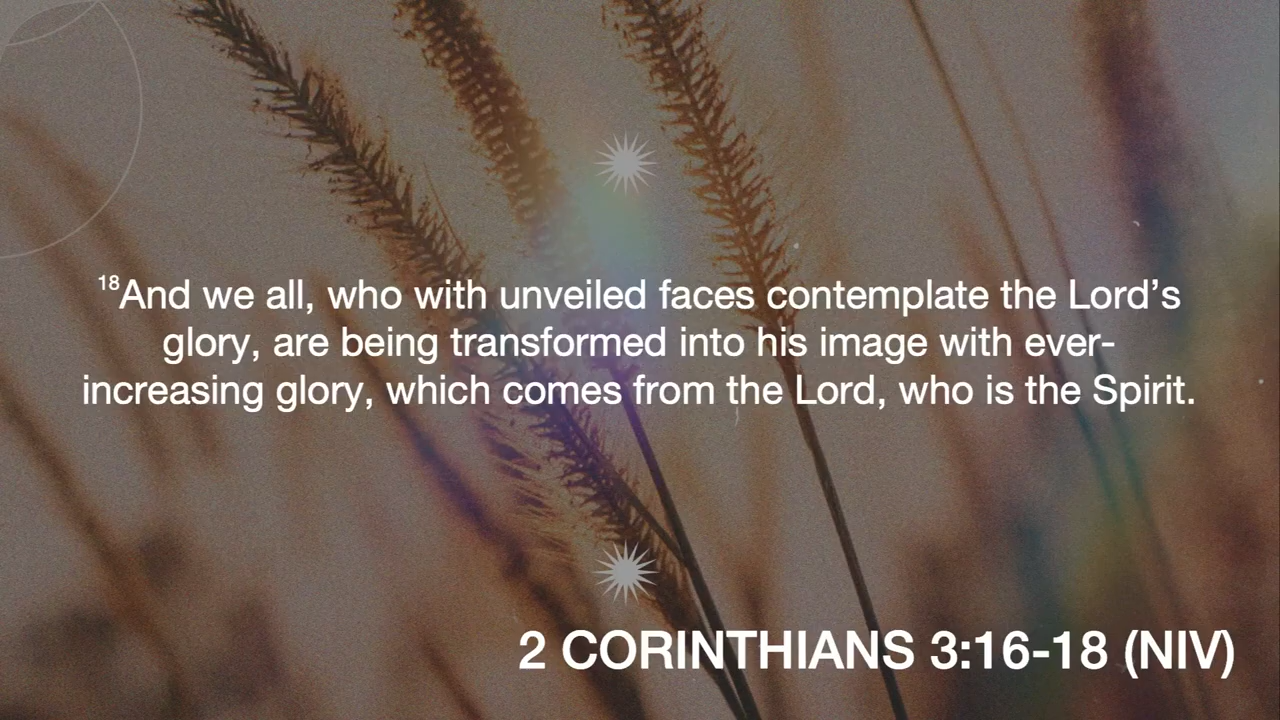 18And we all, who with unveiled faces contemplate the Lord’s
glory, are being transformed into his image with ever-
increasing glory, which comes from the Lord, who is the Spirit.
2 CORINTHIANS 3:16-18 (NIV)